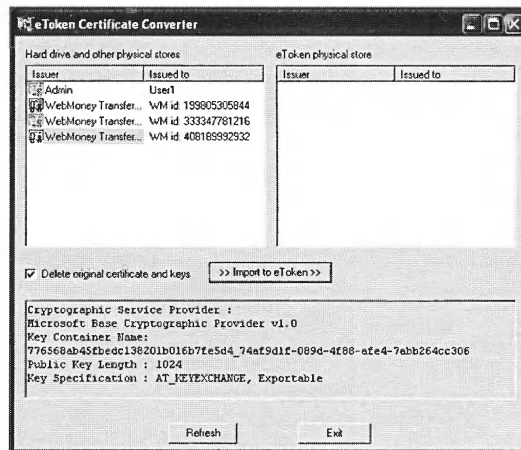 eToken Certificate Converter
Hard drive and other physical stores
eToken physical store
Issuer Issued to
Issuer Issued to
Admin User1
WebMoney Transfer... WM id: 199805305844
WebMoney Transfer... WM id: 333347781216
WebMoney Transfer... WM id: 408189992932
Delete original certificate and keys
>> Import to eToken >>
Cryptographic Service Provider :
Microsoft Base Cryptographic Provider v1.0
Key Container Name:
776568ab45fbedc138201b016b7fe5d4_74af9d1f-089d-4f88-afe4-7abb264cc306
Public Key Length : 1024
Key Specification : AT_KEYEXCHANGE, Exportable
Refresh Exit